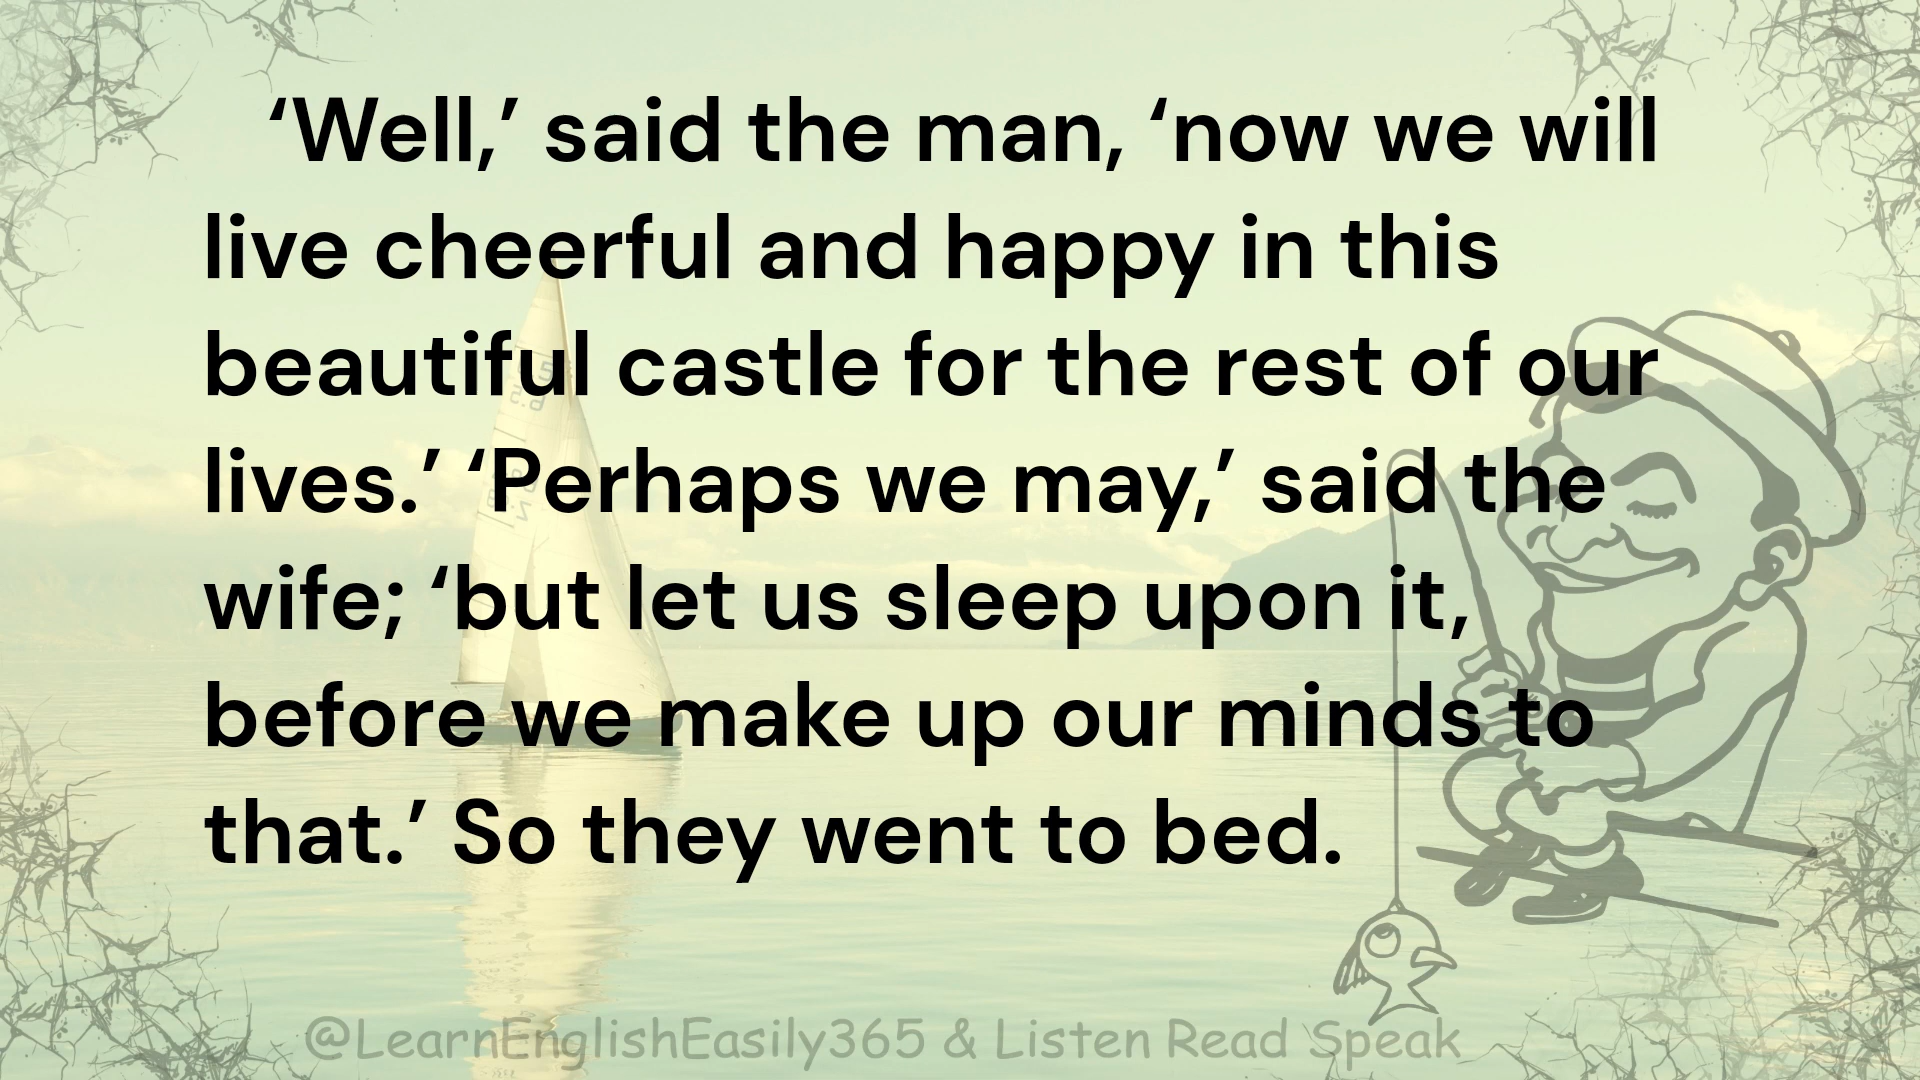 ‘Well,’ said the man, ‘now we will
live cheerful and happy in this
beautiful castle for the rest of our
lives.’ ‘Perhaps we may,’ said the
wife; ‘but let us sleep upon it,
before we make up our minds to
that.’ So they went to bed.
@LearnEnglishEasily365 & Listen Read Speak